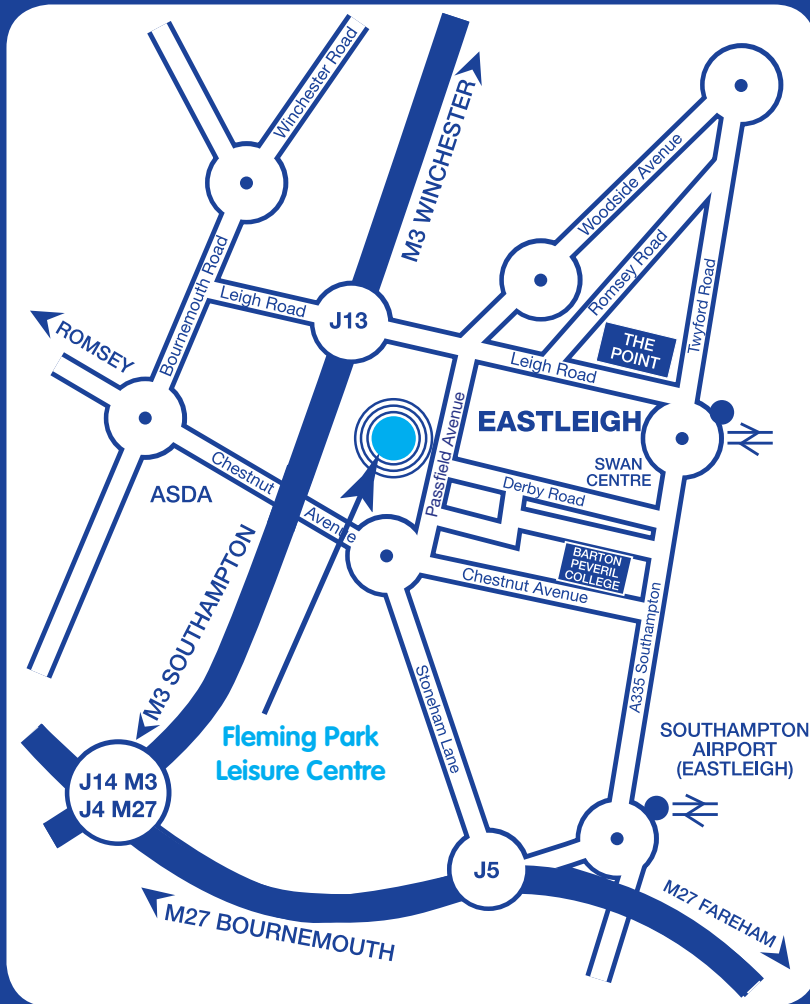 Winchester Road
M3 WINCHESTER
Woodside Avenue
Bournemouth Road
Leigh Road
J13
Romsey Road
Twyford Road
ROMSEY
THE
POINT
Leigh Road
EASTLEIGH
Passfield Avenue
SWAN
CENTRE
Chestnut
Avenue
ASDA
Derby Road
BARTON
PEVERIL
COLLEGE
Chestnut Avenue
M3 SOUTHAMPTON
A335 Southampton
Stoneham Lane
Fleming Park
Leisure Centre
SOUTHAMPTON
AIRPORT
(EASTLEIGH)
J14 M3
J4 M27
J5
M27 BOURNEMOUTH
M27 FAREHAM